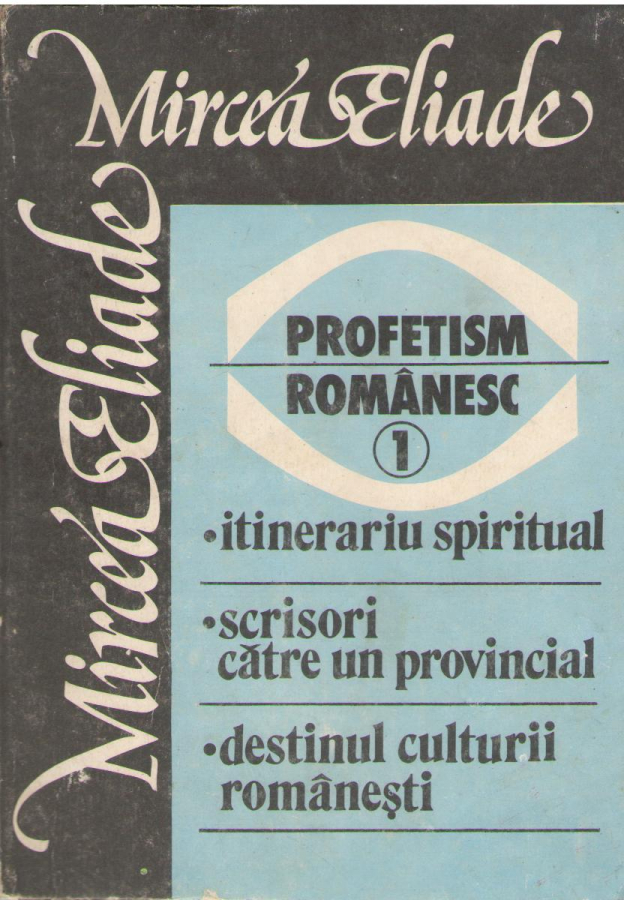 Mircea Eliade
Mircea Eliade
PROFETISM
ROMÂNESC
1
• itinerariu spiritual
• scrisori
către un provincial
• destinul culturii
românești